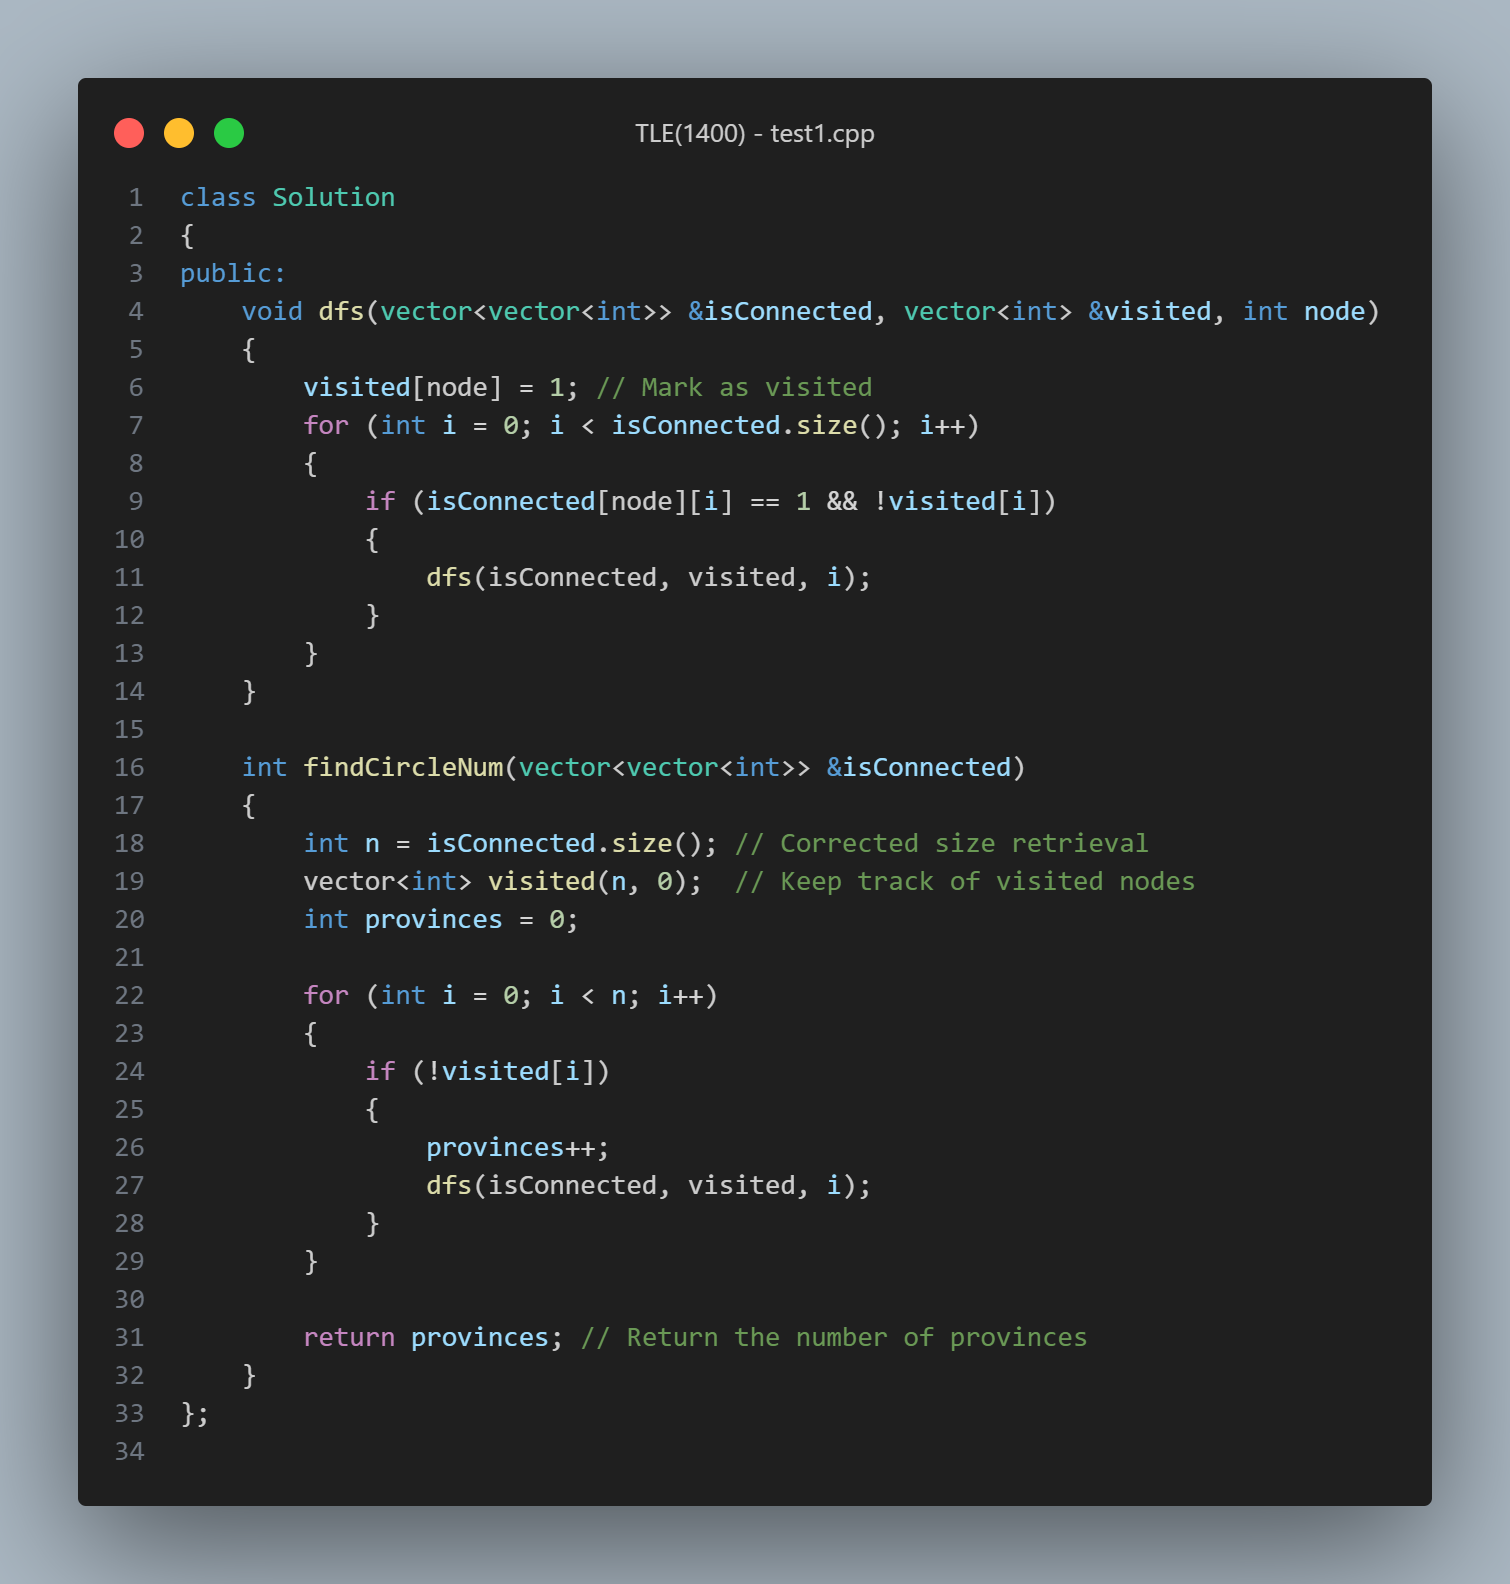 TLE(1400) - test1.cpp
1 class Solution
2 {
3 public:
4     void dfs(vector<vector<int>> &isConnected, vector<int> &visited, int node)
5     {
6         visited[node] = 1; // Mark as visited
7         for (int i = 0; i < isConnected.size(); i++)
8         {
9             if (isConnected[node][i] == 1 && !visited[i])
10             {
11                 dfs(isConnected, visited, i);
12             }
13         }
14     }
15
16     int findCircleNum(vector<vector<int>> &isConnected)
17     {
18         int n = isConnected.size(); // Corrected size retrieval
19         vector<int> visited(n, 0);  // Keep track of visited nodes
20         int provinces = 0;
21
22         for (int i = 0; i < n; i++)
23         {
24             if (!visited[i])
25             {
26                 provinces++;
27                 dfs(isConnected, visited, i);
28             }
29         }
30
31         return provinces; // Return the number of provinces
32     }
33 };
34